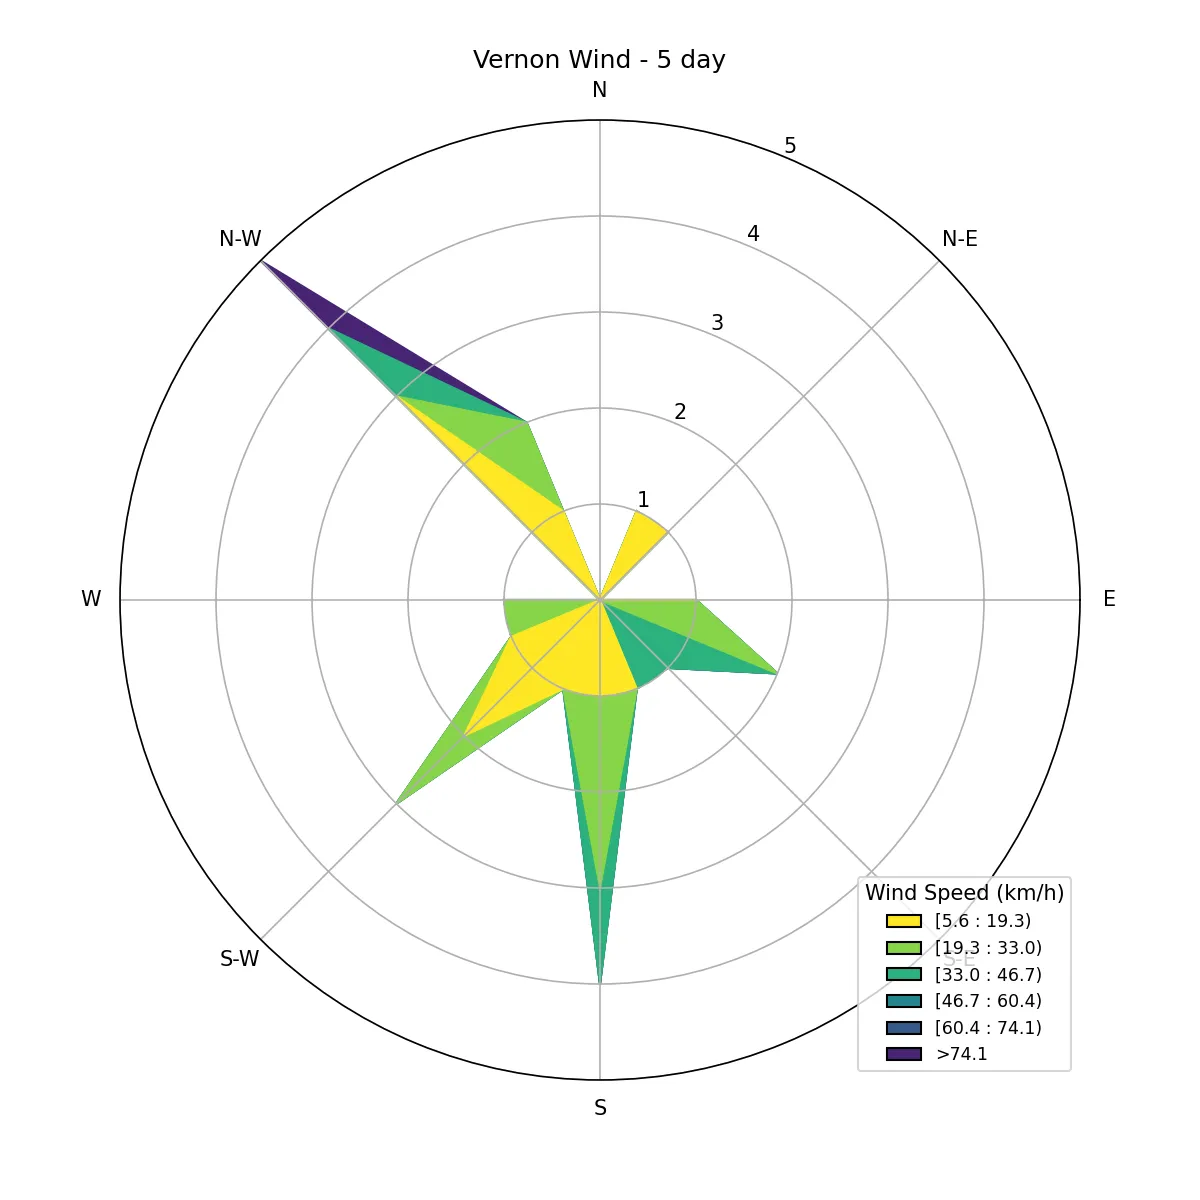 Vernon Wind - 5 day
N
5
N-W
N-E
4
3
2
1
W
E
Wind Speed (km/h)
[5.6 : 19.3)
[19.3 : 33.0)
S-W
S-E
[33.0 : 46.7)
[46.7 : 60.4)
[60.4 : 74.1)
>74.1
S